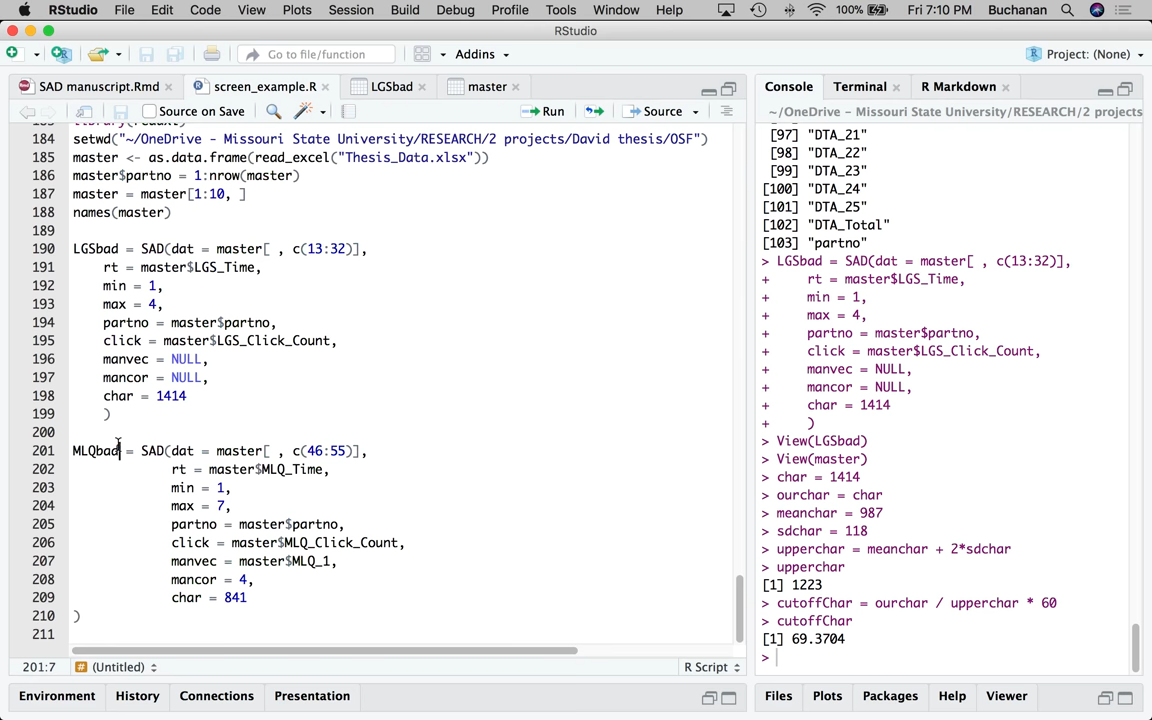 RStudio File Edit Code View Plots Session Build Debug Profile Tools Window Help 100% Fri 7:10 PM Buchanan
RStudio
Go to file/function Addins Project: (None)
SAD manuscript.Rmd screen_example.R LGSbad master
Source on Save Run Source
184 setwd("~/OneDrive - Missouri State University/RESEARCH/2 projects/David thesis/OSF")
185 master <- as.data.frame(read_excel("Thesis_Data.xlsx"))
186 master$partno = 1:nrow(master)
187 master = master[1:10, ]
188 names(master)
189
190 LGSbad = SAD(dat = master[ , c(13:32)],
191 rt = master$LGS_Time,
192 min = 1,
193 max = 4,
194 partno = master$partno,
195 click = master$LGS_Click_Count,
196 manvec = NULL,
197 mancor = NULL,
198 char = 1414
199 )
200
201 MLQbad = SAD(dat = master[ , c(46:55)],
202 rt = master$MLQ_Time,
203 min = 1,
204 max = 7,
205 partno = master$partno,
206 click = master$MLQ_Click_Count,
207 manvec = master$MLQ_1,
208 mancor = 4,
209 char = 841
210 )
211
201:7 (Untitled) R Script
Environment History Connections Presentation
Console Terminal R Markdown
~/OneDrive - Missouri State University/RESEARCH/2 projects
[97] "DTA_21"
[98] "DTA_22"
[99] "DTA_23"
[100] "DTA_24"
[101] "DTA_25"
[102] "DTA_Total"
[103] "partno"
> LGSbad = SAD(dat = master[ , c(13:32)],
+ rt = master$LGS_Time,
+ min = 1,
+ max = 4,
+ partno = master$partno,
+ click = master$LGS_Click_Count,
+ manvec = NULL,
+ mancor = NULL,
+ char = 1414
+ )
> View(LGSbad)
> View(master)
> char = 1414
> ourchar = char
> meanchar = 987
> sdchar = 118
> upperchar = meanchar + 2*sdchar
> upperchar
[1] 1223
> cutoffChar = ourchar / upperchar * 60
> cutoffChar
[1] 69.3704
>
Files Plots Packages Help Viewer